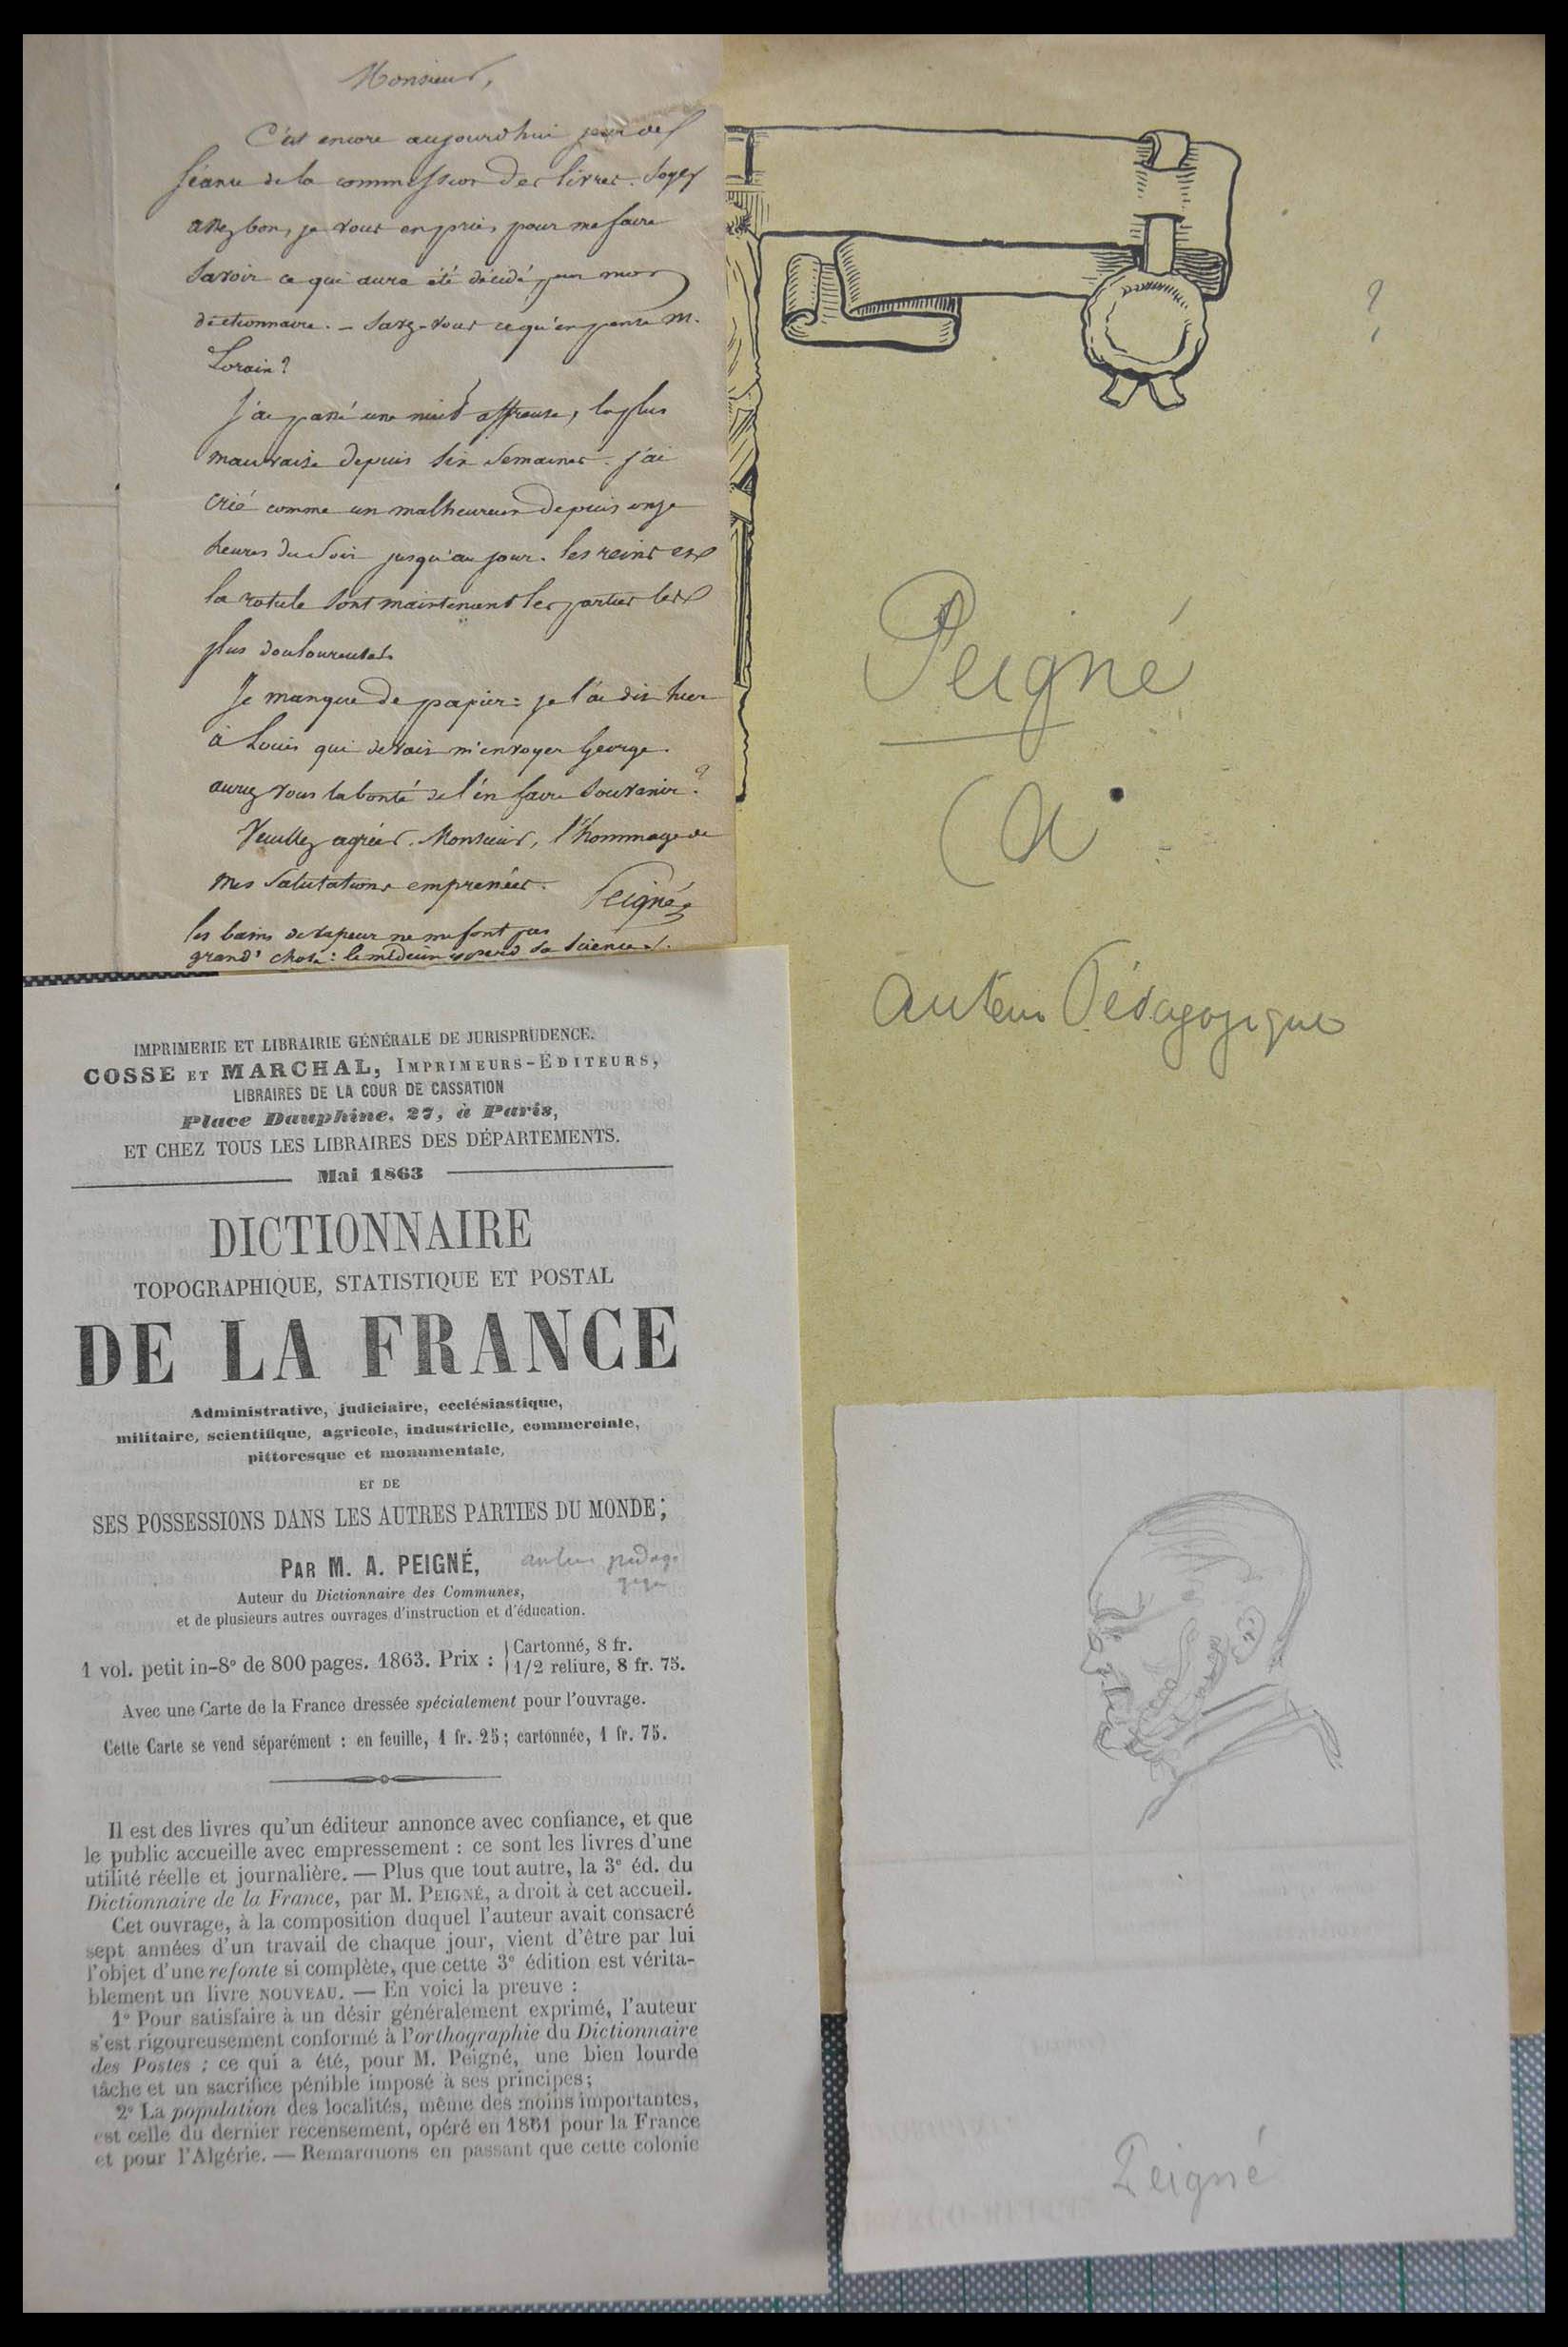 Monsieur,
C'est encore aujourd'hui jour de
séance de la commission des livres. Soyez
assez bon, je vous en prie, pour me faire
savoir ce qui aura été décidé pour mon
dictionnaire. — Savez-vous ce qu'en pense M.
Lorain ?
J'ai passé une nuit affreuse, la plus
mauvaise depuis six semaines. j'ai
crié comme un malheureux depuis onze
heures du soir jusqu'au jour. les reins et
la rotule sont maintenant les parties les
plus douloureuses.
Je manque de papier : je l'ai dit hier
à Louis qui devait m'envoyer George.
aurez vous la bonté de l'en faire souvenir ?
Veuillez agréer, Monsieur, l'hommage de
mes salutations empressées.
Peigné
les bains de vapeur ne me font pas
grand' chose : le médecin y perd sa science.
?
Peigné
(A
auteur Pédagogique
IMPRIMERIE ET LIBRAIRIE GÉNÉRALE DE JURISPRUDENCE.
COSSE ET MARCHAL, IMPRIMEURS-ÉDITEURS,
LIBRAIRES DE LA COUR DE CASSATION
Place Dauphine, 27, à Paris,
ET CHEZ TOUS LES LIBRAIRES DES DÉPARTEMENTS.
Mai 1863
DICTIONNAIRE
TOPOGRAPHIQUE, STATISTIQUE ET POSTAL
DE LA FRANCE
Administrative, judiciaire, ecclésiastique,
militaire, scientifique, agricole, industrielle, commerciale,
pittoresque et monumentale,
ET DE
SES POSSESSIONS DANS LES AUTRES PARTIES DU MONDE;
PAR M. A. PEIGNÉ,
auteur pédago
gique
Auteur du Dictionnaire des Communes,
et de plusieurs autres ouvrages d'instruction et d'éducation.
1 vol. petit in-8° de 800 pages. 1863. Prix : { Cartonné, 8 fr.
1/2 reliure, 8 fr. 75.
Avec une Carte de la France dressée spécialement pour l'ouvrage.
Cette Carte se vend séparément : en feuille, 1 fr. 25; cartonnée, 1 fr. 75.
Il est des livres qu'un éditeur annonce avec confiance, et que
le public accueille avec empressement : ce sont les livres d'une
utilité réelle et journalière. — Plus que tout autre, la 3e éd. du
Dictionnaire de la France, par M. PEIGNÉ, a droit à cet accueil.
Cet ouvrage, à la composition duquel l'auteur avait consacré
sept années d'un travail de chaque jour, vient d'être par lui
l'objet d'une refonte si complète, que cette 3e édition est vérita-
blement un livre NOUVEAU. — En voici la preuve :
1° Pour satisfaire à un désir généralement exprimé, l'auteur
s'est rigoureusement conformé à l'orthographie du Dictionnaire
des Postes ; ce qui a été, pour M. Peigné, une bien lourde
tâche et un sacrifice pénible imposé à ses principes;
2° La population des localités, même des moins importantes,
est celle du dernier recensement, opéré en 1861 pour la France
et pour l'Algérie. — Remarquons en passant que cette colonie
Peigné